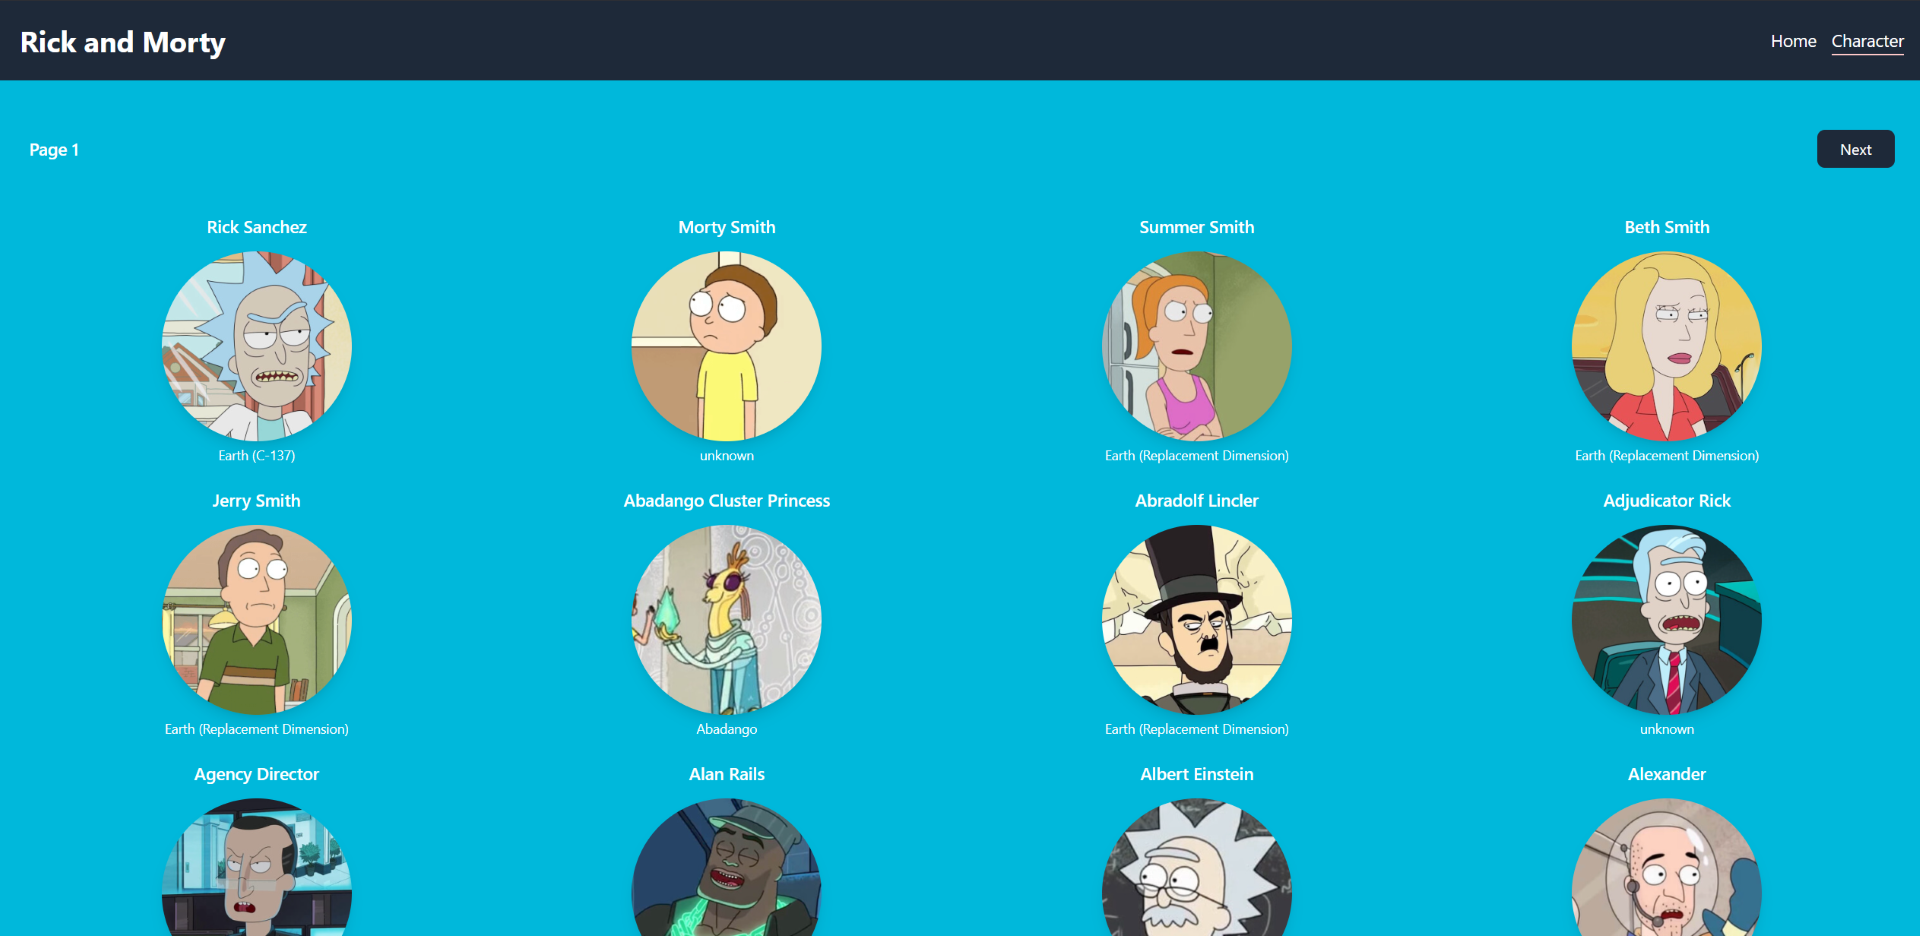 Rick and Morty
Home Character
Page 1
Next
Rick Sanchez
Morty Smith
Summer Smith
Beth Smith
Earth (C-137)
unknown
Earth (Replacement Dimension)
Earth (Replacement Dimension)
Jerry Smith
Abadango Cluster Princess
Abradolf Lincler
Adjudicator Rick
Earth (Replacement Dimension)
Abadango
Earth (Replacement Dimension)
unknown
Agency Director
Alan Rails
Albert Einstein
Alexander